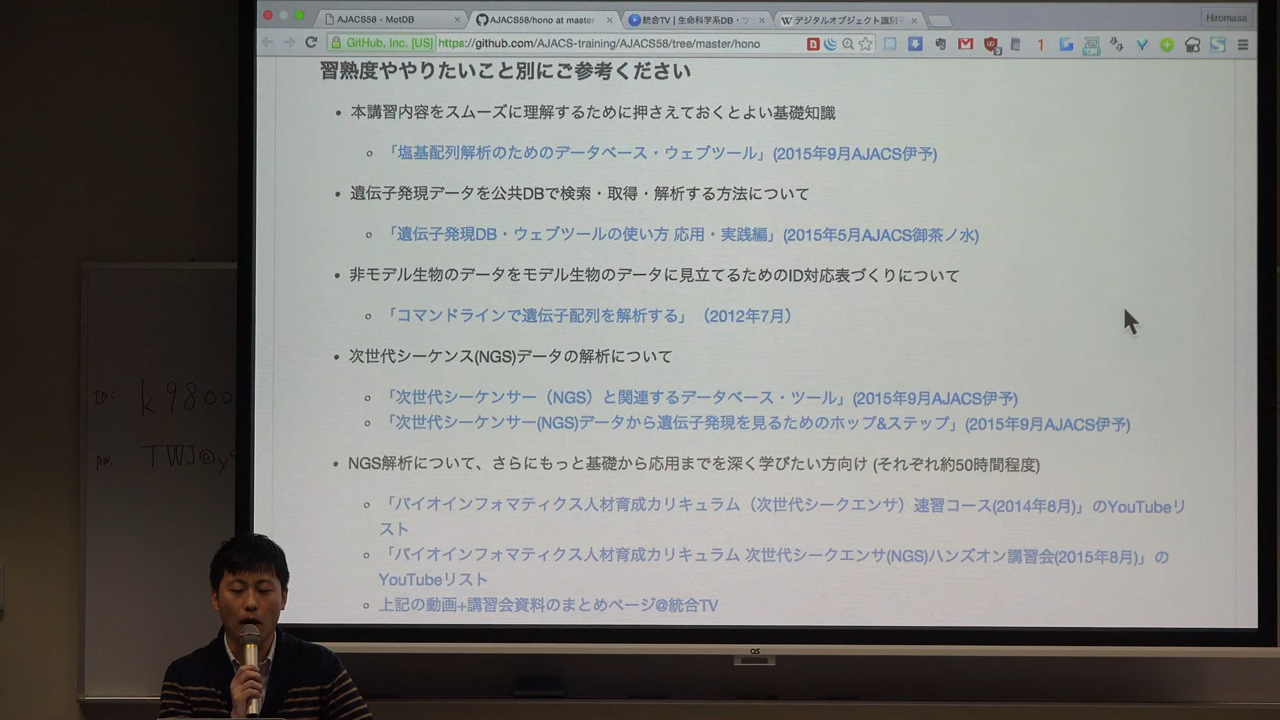 AJACS58 - MotDB
AJACS58/hono at master
統合TV | 生命科学系DB・ツ
デジタルオブジェクト識別子
Hiromasa
GitHub, Inc. [US] https://github.com/AJACS-training/AJACS58/tree/master/hono
習熟度ややりたいこと別にご参考ください
• 本講習内容をスムーズに理解するために押さえておくとよい基礎知識
◦ 「塩基配列解析のためのデータベース・ウェブツール」(2015年9月AJACS伊予)
• 遺伝子発現データを公共DBで検索・取得・解析する方法について
◦ 「遺伝子発現DB・ウェブツールの使い方 応用・実践編」(2015年5月AJACS御茶ノ水)
• 非モデル生物のデータをモデル生物のデータに見立てるためのID対応表づくりについて
◦ 「コマンドラインで遺伝子配列を解析する」（2012年7月）
• 次世代シーケンス(NGS)データの解析について
◦ 「次世代シーケンサー（NGS）と関連するデータベース・ツール」(2015年9月AJACS伊予)
◦ 「次世代シーケンサー(NGS)データから遺伝子発現を見るためのホップ&ステップ」(2015年9月AJACS伊予)
• NGS解析について、さらにもっと基礎から応用までを深く学びたい方向け (それぞれ約50時間程度)
◦ 「バイオインフォマティクス人材育成カリキュラム（次世代シークエンサ）速習コース(2014年8月)」のYouTubeリ
スト
◦ 「バイオインフォマティクス人材育成カリキュラム 次世代シークエンサ(NGS)ハンズオン講習会(2015年8月)」の
YouTubeリスト
◦ 上記の動画+講習会資料のまとめページ@統合TV
ID: k9800
PW: TWJ@y
OS